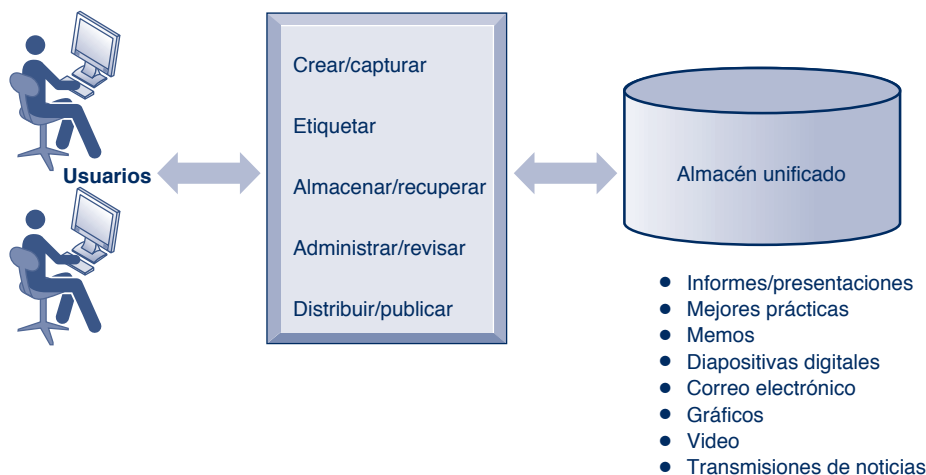 Usuarios
Crear/capturar
Etiquetar
Almacenar/recuperar
Administrar/revisar
Distribuir/publicar
Almacén unificado
● Informes/presentaciones
● Mejores prácticas
● Memos
● Diapositivas digitales
● Correo electrónico
● Gráficos
● Video
● Transmisiones de noticias